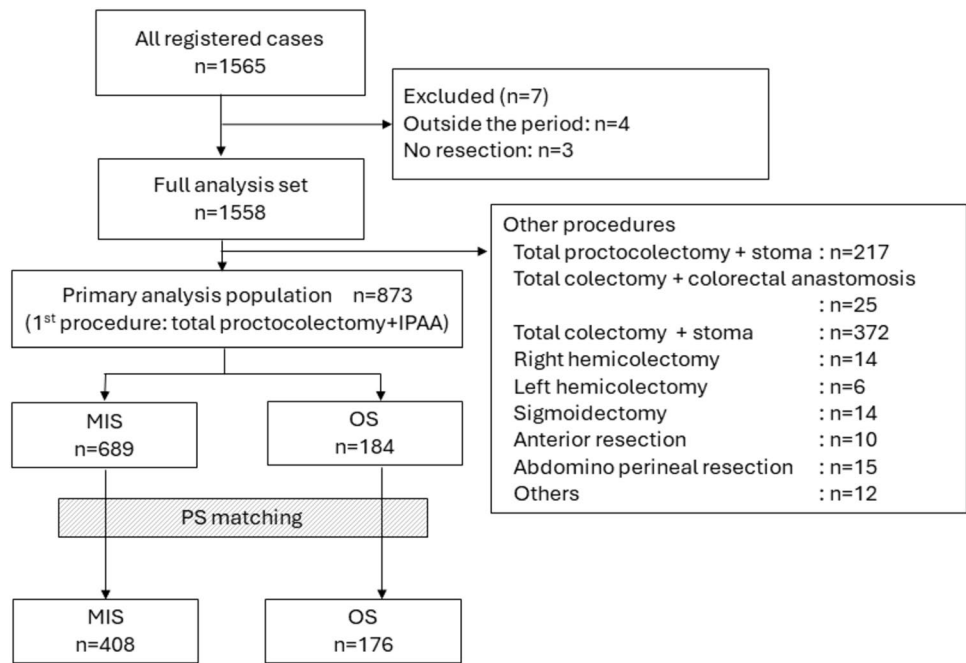 All registered cases
n=1565
Excluded (n=7)
Outside the period: n=4
No resection: n=3
Full analysis set
n=1558
Other procedures
Total proctocolectomy + stoma : n=217
Total colectomy + colorectal anastomosis
: n=25
Total colectomy + stoma : n=372
Right hemicolectomy : n=14
Left hemicolectomy : n=6
Sigmoidectomy : n=14
Anterior resection : n=10
Abdomino perineal resection : n=15
Others : n=12
Primary analysis population n=873
(1st procedure: total proctocolectomy+IPAA)
MIS
n=689
OS
n=184
PS matching
MIS
n=408
OS
n=176